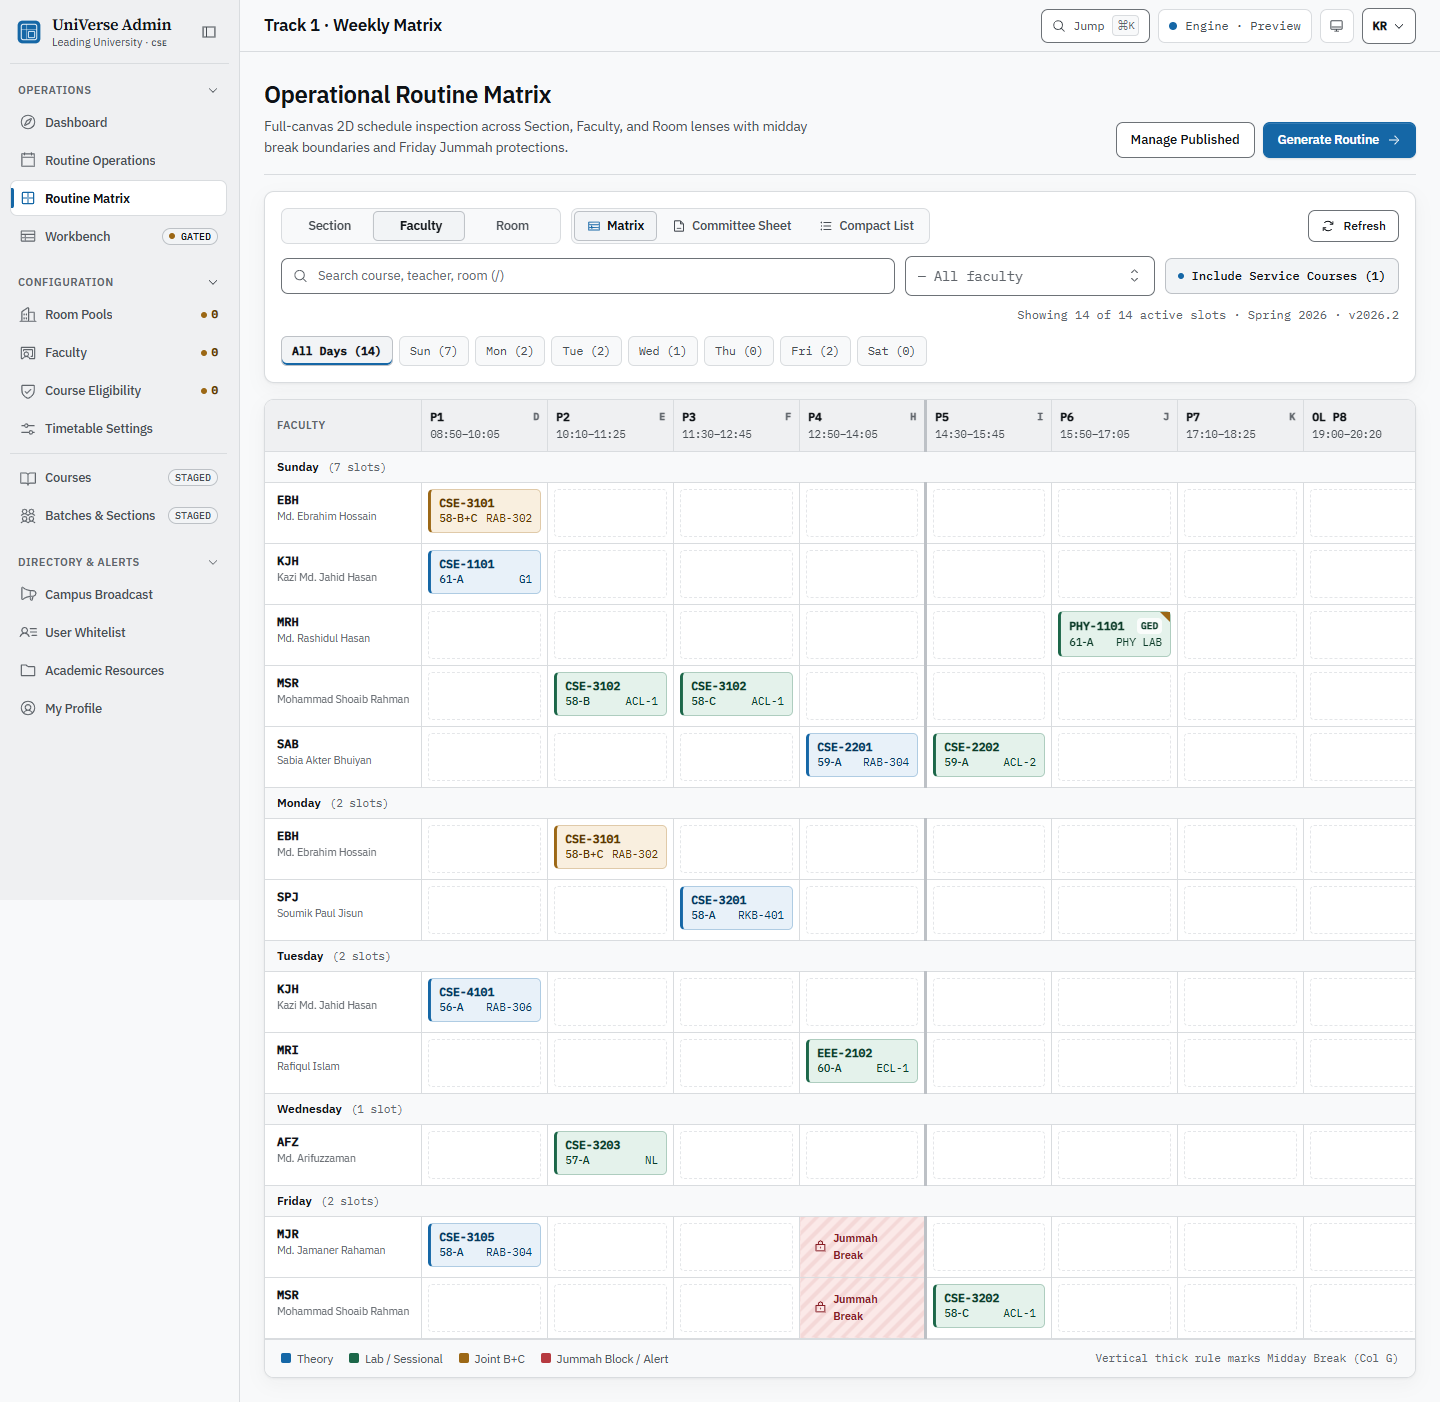 UniVerse Admin
Leading University · CSE
OPERATIONS
Dashboard
Routine Operations
Routine Matrix
Workbench
GATED
CONFIGURATION
Room Pools
0
Faculty
0
Course Eligibility
0
Timetable Settings
Courses
STAGED
Batches & Sections
STAGED
DIRECTORY & ALERTS
Campus Broadcast
User Whitelist
Academic Resources
My Profile
Track 1 · Weekly Matrix
Jump ⌘K
Engine · Preview
KR
Operational Routine Matrix
Full-canvas 2D schedule inspection across Section, Faculty, and Room lenses with midday
break boundaries and Friday Jummah protections.
Manage Published
Generate Routine →
Section Faculty Room
Matrix Committee Sheet Compact List
Refresh
Search course, teacher, room (/)
— All faculty
Include Service Courses (1)
Showing 14 of 14 active slots · Spring 2026 · v2026.2
All Days (14) Sun (7) Mon (2) Tue (2) Wed (1) Thu (0) Fri (2) Sat (0)
FACULTY
P1 D
08:50–10:05
P2 E
10:10–11:25
P3 F
11:30–12:45
P4 H
12:50–14:05
P5 I
14:30–15:45
P6 J
15:50–17:05
P7 K
17:10–18:25
OL P8
19:00–20:20
Sunday (7 slots)
EBH
Md. Ebrahim Hossain
CSE-3101
58-B+C RAB-302
KJH
Kazi Md. Jahid Hasan
CSE-1101
61-A G1
MRH
Md. Rashidul Hasan
PHY-1101 GED
61-A PHY LAB
MSR
Mohammad Shoaib Rahman
CSE-3102
58-B ACL-1
CSE-3102
58-C ACL-1
SAB
Sabia Akter Bhuiyan
CSE-2201
59-A RAB-304
CSE-2202
59-A ACL-2
Monday (2 slots)
EBH
Md. Ebrahim Hossain
CSE-3101
58-B+C RAB-302
SPJ
Soumik Paul Jisun
CSE-3201
58-A RKB-401
Tuesday (2 slots)
KJH
Kazi Md. Jahid Hasan
CSE-4101
56-A RAB-306
MRI
Rafiqul Islam
EEE-2102
60-A ECL-1
Wednesday (1 slot)
AFZ
Md. Arifuzzaman
CSE-3203
57-A NL
Friday (2 slots)
MJR
Md. Jamaner Rahaman
CSE-3105
58-A RAB-304
Jummah
Break
MSR
Mohammad Shoaib Rahman
Jummah
Break
CSE-3202
58-C ACL-1
Theory Lab / Sessional Joint B+C Jummah Block / Alert
Vertical thick rule marks Midday Break (Col G)